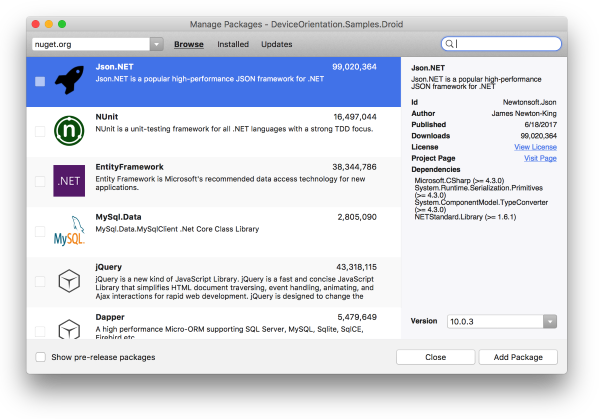 Manage Packages - DeviceOrientation.Samples.Droid
nuget.org
Browse Installed Updates
Json.NET 99,020,364
Json.NET is a popular high-performance JSON framework for .NET
n
NUnit 16,497,044
NUnit is a unit-testing framework for all .NET languages with a strong TDD focus.
.NET
EntityFramework 38,344,786
Entity Framework is Microsoft's recommended data access technology for new
applications.
MySQL
MySql.Data 2,805,090
MySql.Data.MySqlClient .Net Core Class Library
jQuery 43,318,115
jQuery is a new kind of JavaScript Library. jQuery is a fast and concise JavaScript
Library that simplifies HTML document traversing, event handling, animating, and
Ajax interactions for rapid web development. jQuery is designed to change the
Dapper 5,479,649
A high performance Micro-ORM supporting SQL Server, MySQL, Sqlite, SqlCE,
Firebird etc
Json.NET
Json.NET is a popular high-performance JSON
framework for .NET
Id Newtonsoft.Json
Author James Newton-King
Published 6/18/2017
Downloads 99,020,364
License View License
Project Page Visit Page
Dependencies
Microsoft.CSharp (>= 4.3.0)
System.Runtime.Serialization.Primitives
(>= 4.3.0)
System.ComponentModel.TypeConverter
(>= 4.3.0)
NETStandard.Library (>= 1.6.1)
Version 10.0.3
Show pre-release packages
Close Add Package